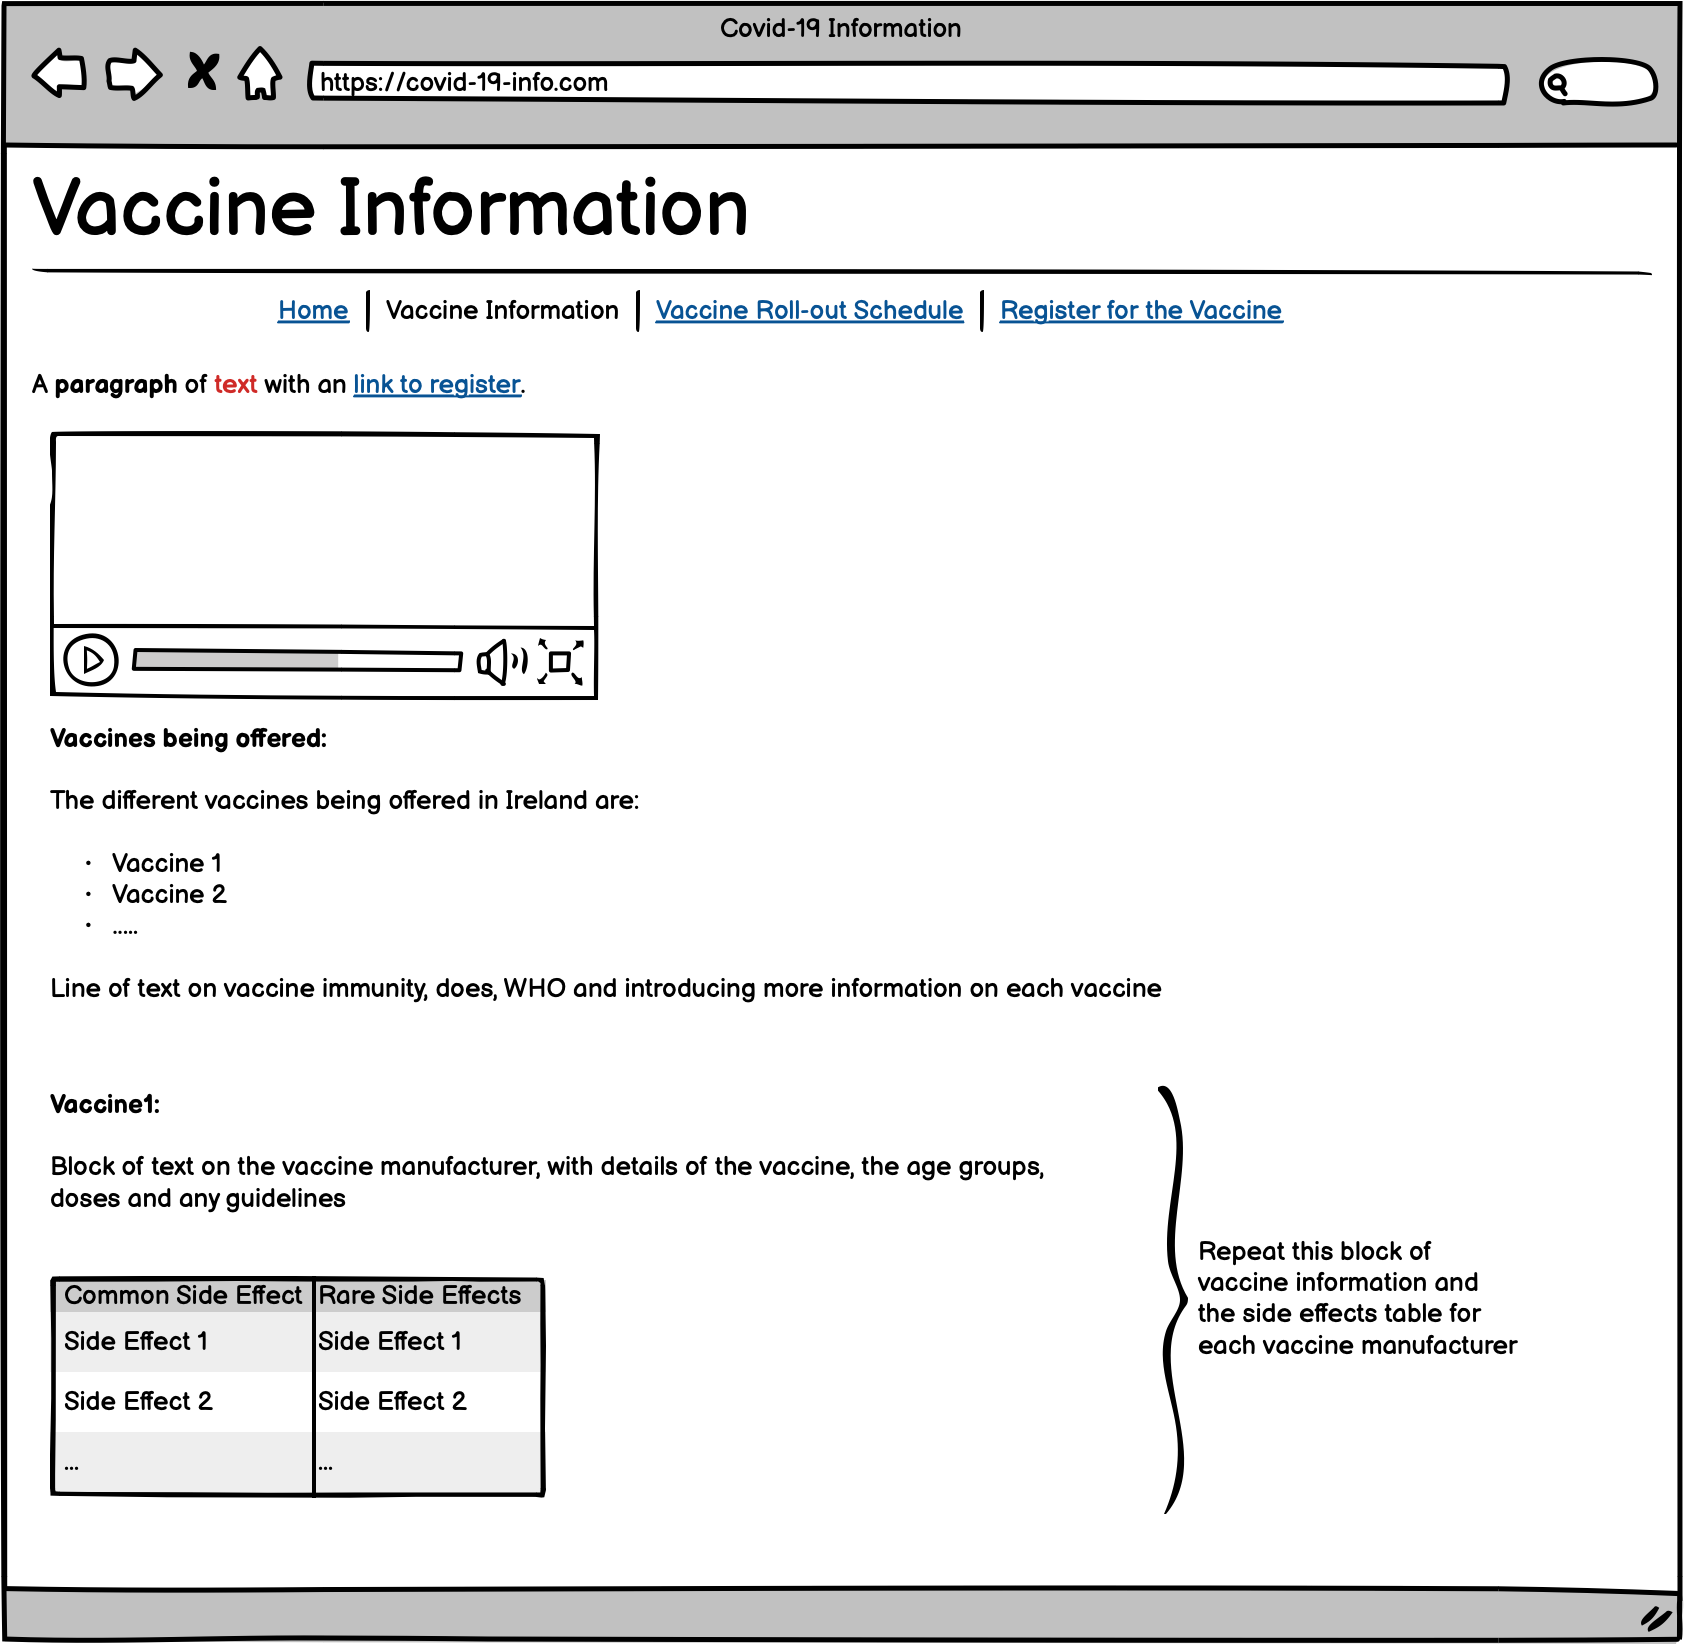 Covid-19 Information
https://covid-19-info.com
Vaccine Information
Home | Vaccine Information | Vaccine Roll-out Schedule | Register for the Vaccine
A paragraph of text with an link to register.
Vaccines being offered:
The different vaccines being offered in Ireland are:
· Vaccine 1
· Vaccine 2
· .....
Line of text on vaccine immunity, does, WHO and introducing more information on each vaccine
Vaccine1:
Block of text on the vaccine manufacturer, with details of the vaccine, the age groups,
doses and any guidelines
Common Side Effect Rare Side Effects
Side Effect 1 Side Effect 1
Side Effect 2 Side Effect 2
... ...
Repeat this block of
vaccine information and
the side effects table for
each vaccine manufacturer